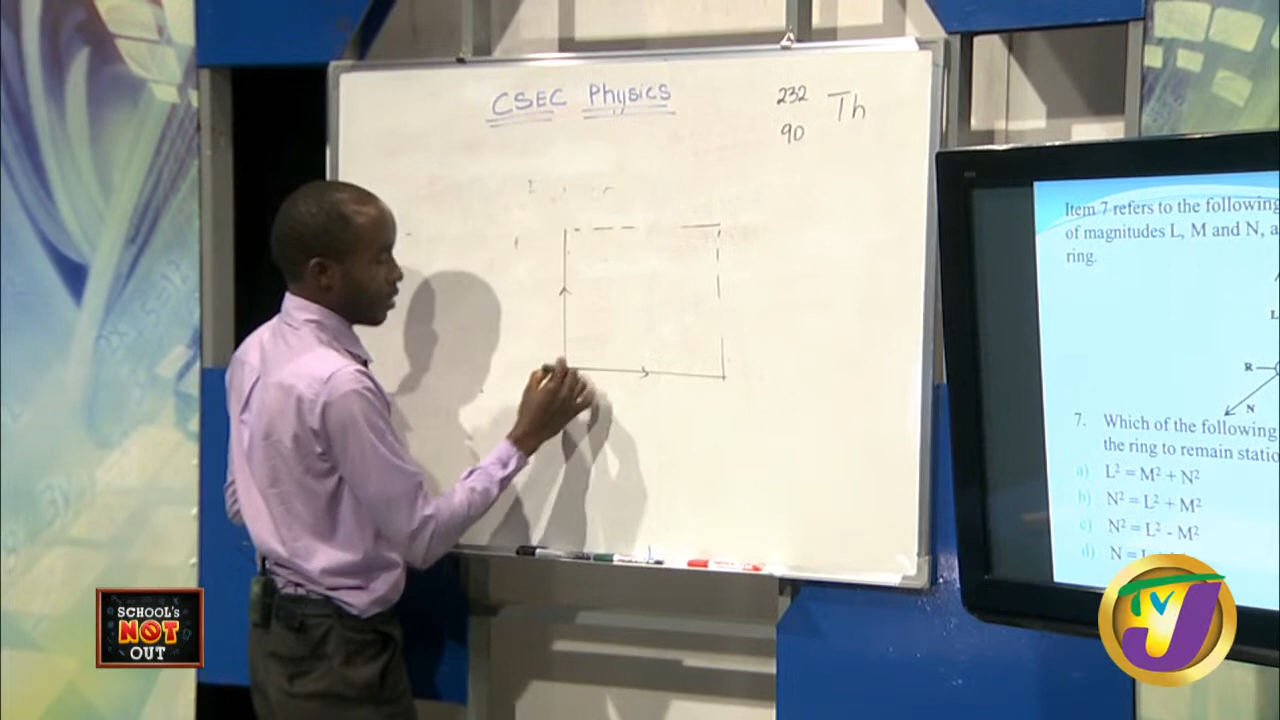 CSEC Physics
232
90 Th
Item 7 refers to the following
of magnitudes L, M and N, a
ring.
L
R
N
7. Which of the following
the ring to remain statio
a) L² = M² + N²
b) N² = L² + M²
c) N² = L² - M²
d) N = L
SCHOOL's
NOT
OUT
TVJ